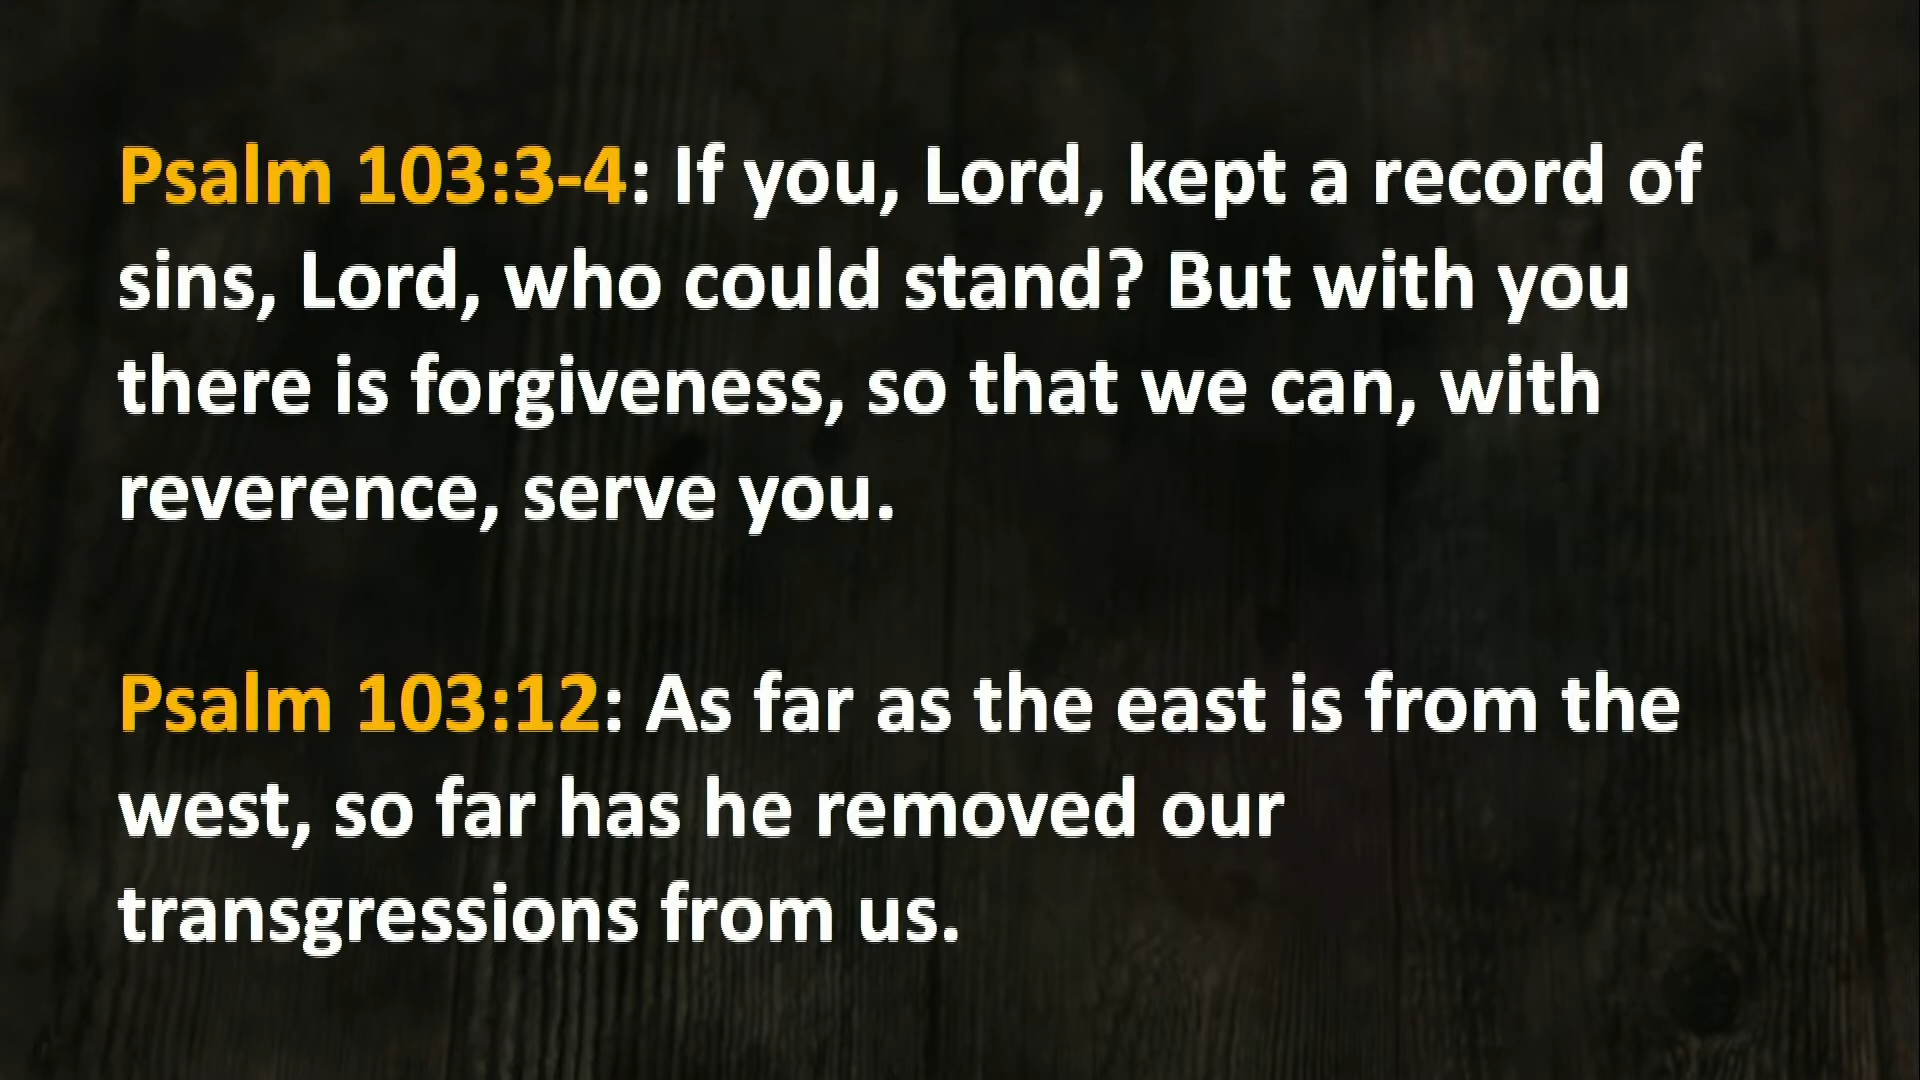 Psalm 103:3-4: If you, Lord, kept a record of
sins, Lord, who could stand? But with you
there is forgiveness, so that we can, with
reverence, serve you.
Psalm 103:12: As far as the east is from the
west, so far has he removed our
transgressions from us.